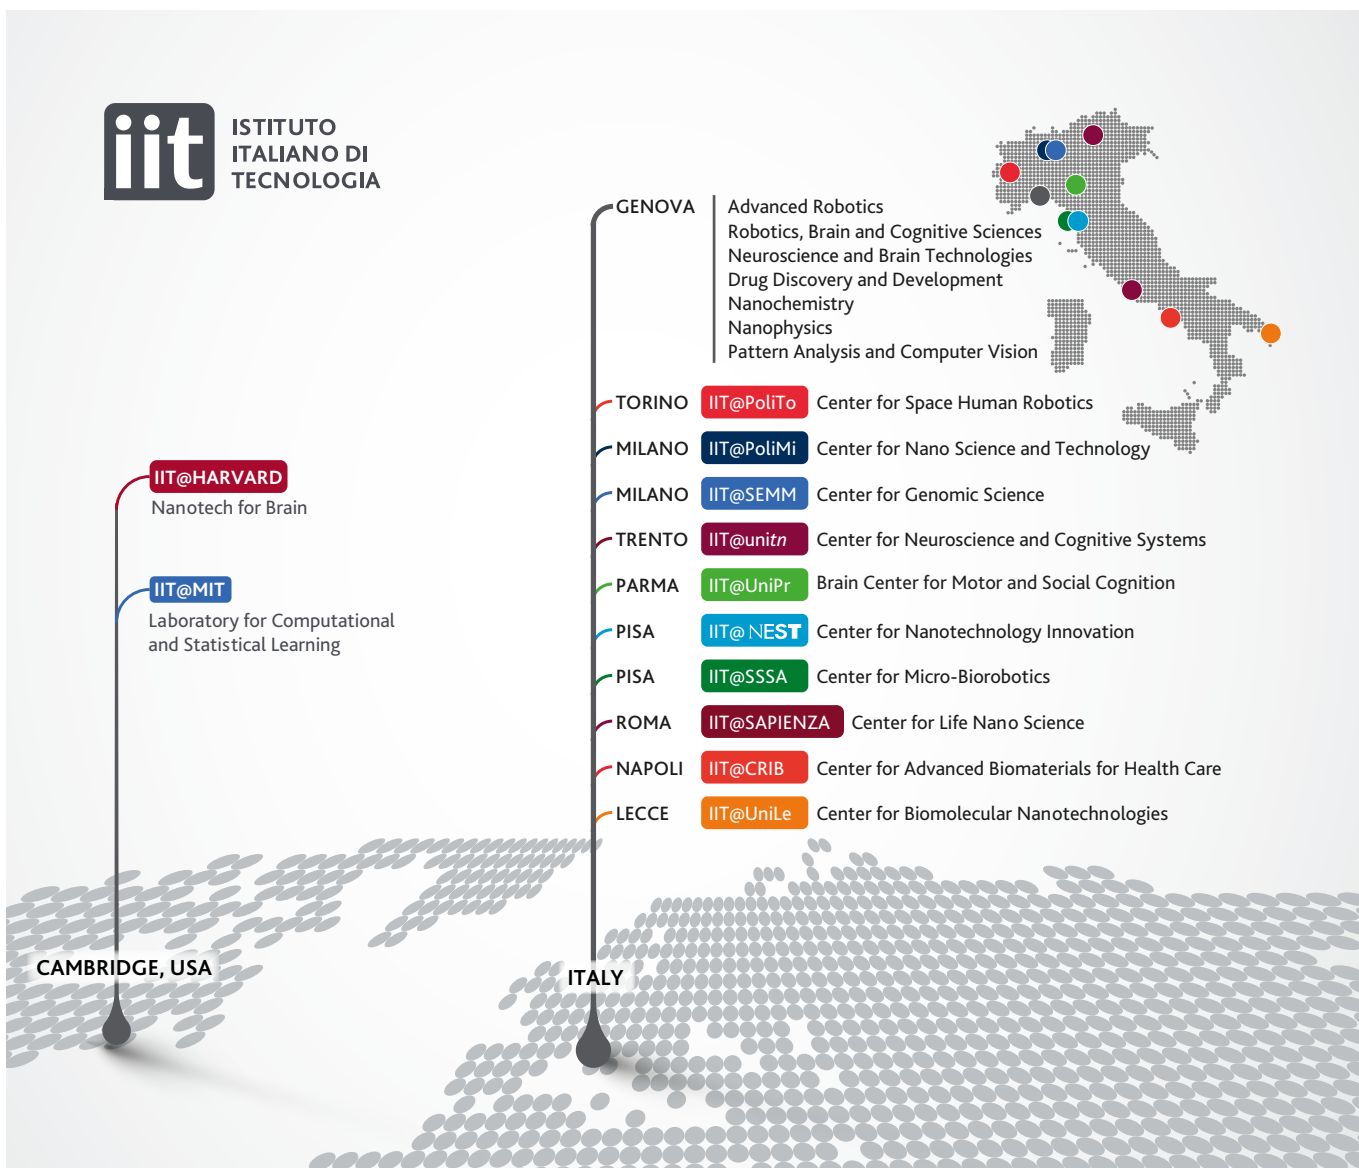 iit
ISTITUTO
ITALIANO DI
TECNOLOGIA
GENOVA
Advanced Robotics
Robotics, Brain and Cognitive Sciences
Neuroscience and Brain Technologies
Drug Discovery and Development
Nanochemistry
Nanophysics
Pattern Analysis and Computer Vision
TORINO IIT@PoliTo Center for Space Human Robotics
MILANO IIT@PoliMi Center for Nano Science and Technology
MILANO IIT@SEMM Center for Genomic Science
TRENTO IIT@unitn Center for Neuroscience and Cognitive Systems
PARMA IIT@UniPr Brain Center for Motor and Social Cognition
PISA IIT@NEST Center for Nanotechnology Innovation
PISA IIT@SSSA Center for Micro-Biorobotics
ROMA IIT@SAPIENZA Center for Life Nano Science
NAPOLI IIT@CRIB Center for Advanced Biomaterials for Health Care
LECCE IIT@UniLe Center for Biomolecular Nanotechnologies
IIT@HARVARD
Nanotech for Brain
IIT@MIT
Laboratory for Computational
and Statistical Learning
CAMBRIDGE, USA
ITALY